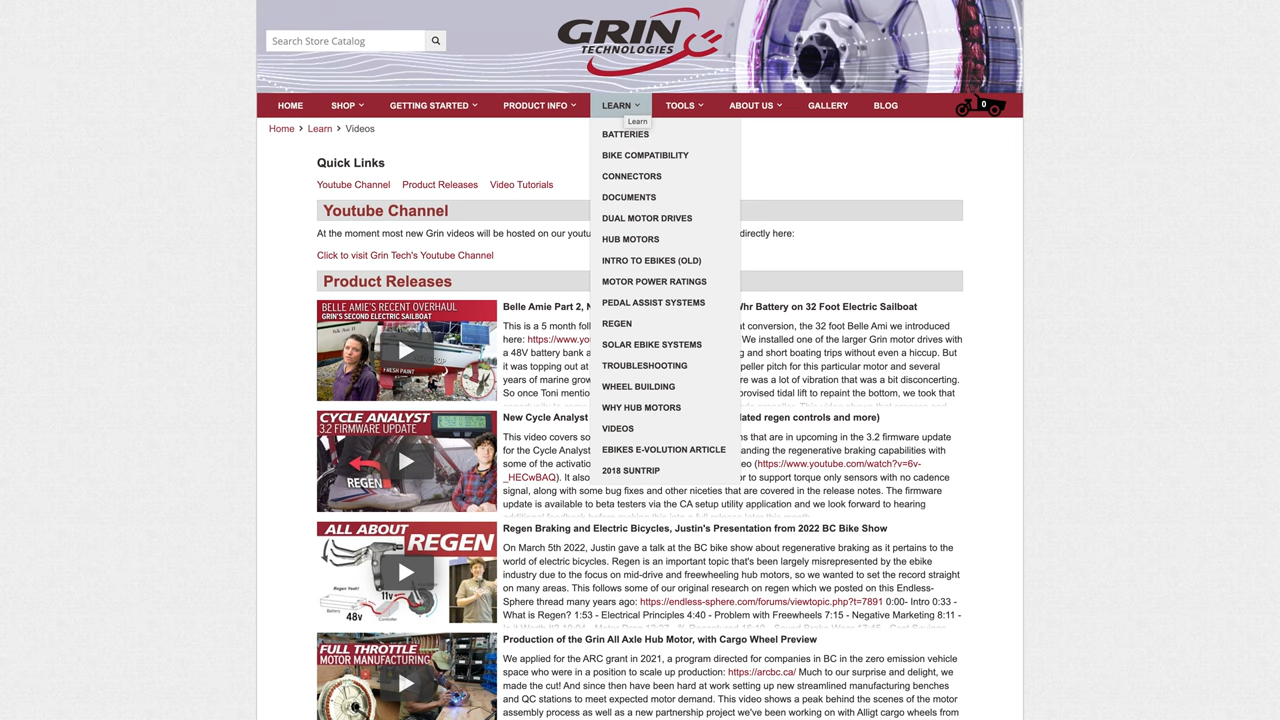 Search Store Catalog
GRIN
TECHNOLOGIES
HOME
SHOP
GETTING STARTED
PRODUCT INFO
LEARN
TOOLS
ABOUT US
GALLERY
BLOG
0
Learn
Home > Learn > Videos
BATTERIES
BIKE COMPATIBILITY
CONNECTORS
DOCUMENTS
DUAL MOTOR DRIVES
HUB MOTORS
INTRO TO EBIKES (OLD)
MOTOR POWER RATINGS
PEDAL ASSIST SYSTEMS
REGEN
SOLAR EBIKE SYSTEMS
TROUBLESHOOTING
WHEEL BUILDING
WHY HUB MOTORS
VIDEOS
EBIKES E-VOLUTION ARTICLE
2018 SUNTRIP
Quick Links
Youtube Channel Product Releases Video Tutorials
Youtube Channel
At the moment most new Grin videos will be hosted on our youtu directly here:
Click to visit Grin Tech's Youtube Channel
Product Releases
BELLE AMIE'S RECENT OVERHAUL
GRIN'S SECOND ELECTRIC SAILBOAT
FRESH PAINT
Belle Amie Part 2, Whr Battery on 32 Foot Electric Sailboat
This is a 5 month foll t conversion, the 32 foot Belle Ami we introduced
here: https://www.yo We installed one of the larger Grin motor drives with
a 48V battery bank a g and short boating trips without even a hiccup. But
it was topping out at peller pitch for this particular motor and several
years of marine grow re was a lot of vibration that was a bit disconcerting.
So once Toni mention provised tidal lift to repaint the bottom, we took that
CYCLE ANALYST
3.2 FIRMWARE UPDATE
REGEN
New Cycle Analyst lated regen controls and more)
This video covers so ns that are in upcoming in the 3.2 firmware update
for the Cycle Analyst anding the regenerative braking capabilities with
some of the activatio eo (https://www.youtube.com/watch?v=6v-
_HECwBAQ). It also or to support torque only sensors with no cadence
signal, along with some bug fixes and other niceties that are covered in the release notes. The firmware
update is available to beta testers via the CA setup utility application and we look forward to hearing
additional feedback before making this into a full release later this month.
ALL ABOUT
REGEN
Regen Yeah!
11v
Battery
48v
Controller
Regen Braking and Electric Bicycles, Justin's Presentation from 2022 BC Bike Show
On March 5th 2022, Justin gave a talk at the BC bike show about regenerative braking as it pertains to the
world of electric bicycles. Regen is an important topic that's been largely misrepresented by the ebike
industry due to the focus on mid-drive and freewheeling hub motors, so we wanted to set the record straight
on many areas. This follows some of our original research on regen which we posted on this Endless-
Sphere thread many years ago: https://endless-sphere.com/forums/viewtopic.php?t=7891 0:00- Intro 0:33 -
What is Regen? 1:53 - Electrical Principles 4:40 - Problem with Freewheels 7:15 - Negative Marketing 8:11 -
FULL THROTTLE
MOTOR MANUFACTURING
Production of the Grin All Axle Hub Motor, with Cargo Wheel Preview
We applied for the ARC grant in 2021, a program directed for companies in BC in the zero emission vehicle
space who were in a position to scale up production: https://arcbc.ca/ Much to our surprise and delight, we
made the cut! And since then have been hard at work setting up new streamlined manufacturing benches
and QC stations to meet expected motor demand. This video shows a peak behind the scenes of the motor
assembly process as well as a new partnership project we've been working on with Alligt cargo wheels from